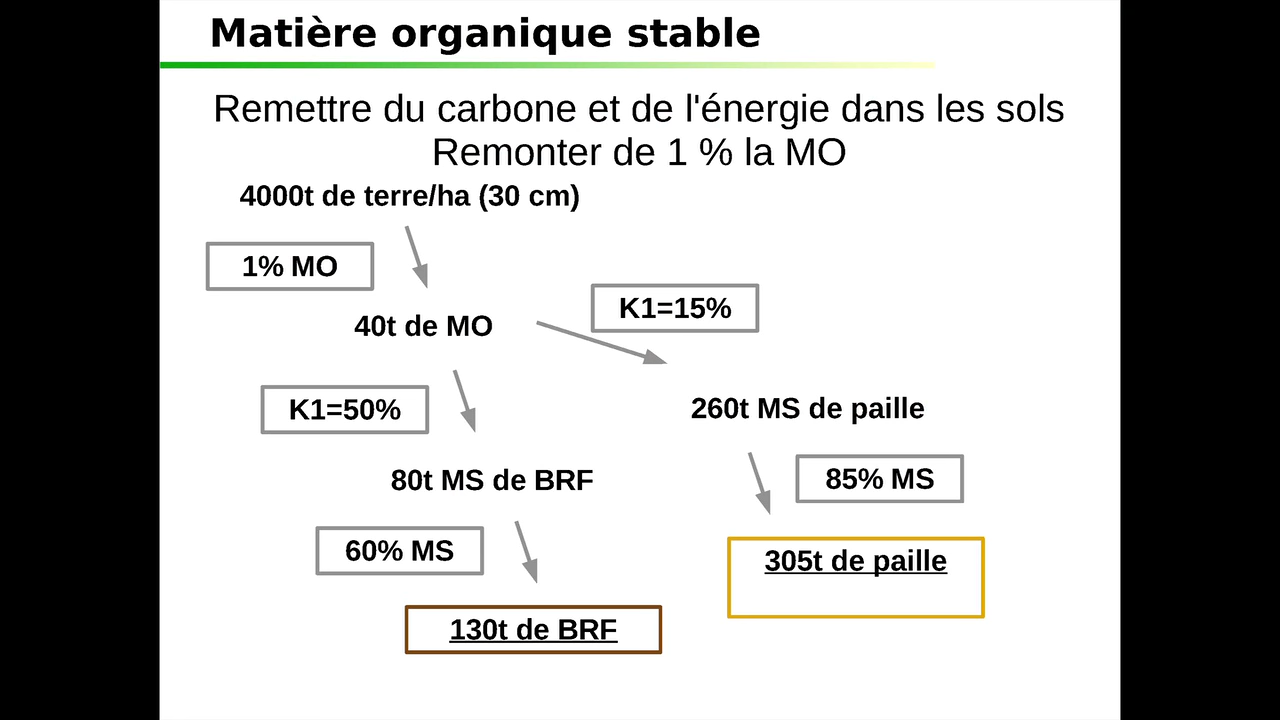 Matière organique stable
Remettre du carbone et de l'énergie dans les sols
Remonter de 1 % la MO
4000t de terre/ha (30 cm)
1% MO
40t de MO
K1=15%
K1=50%
260t MS de paille
80t MS de BRF
85% MS
60% MS
305t de paille
130t de BRF